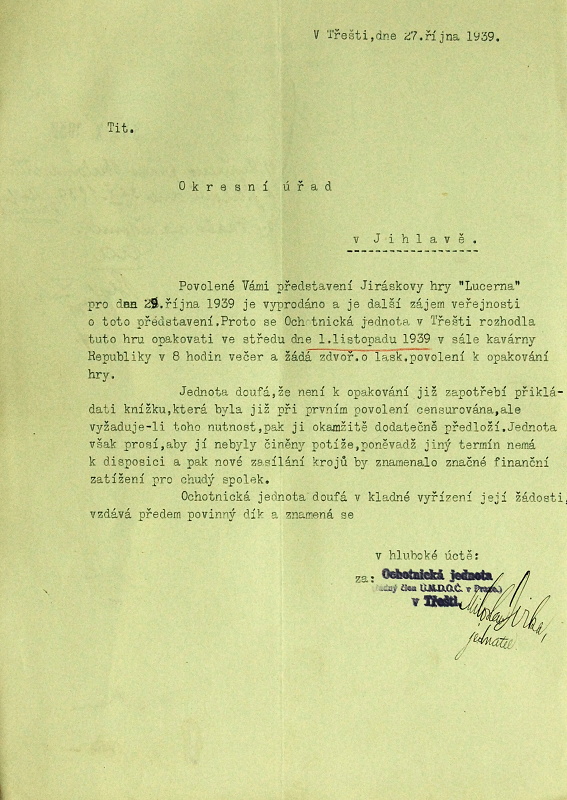 V Třešti,dne 27.října 1939.
Tit.
Okresní úřad
v Jihlavě.
Povolené Vámi představení Jiráskovy hry "Lucerna"
pro den 29.října 1939 je vyprodáno a je další zájem veřejnosti
o toto představení.Proto se Ochtnická jednota v Třešti rozhodla
tuto hru opakovati ve středu dne 1.listopadu 1939 v sále kavárny
Republiky v 8 hodin večer a žádá zdvoř.o lask.povolení k opakování
hry.
Jednota doufá,že není k opakování již zapotřebí přiklá-
dati knížku,která byla již při prvním povolení censurována,ale
vyžaduje-li toho nutnost,pak ji okamžitě dodatečně předloží.Jednota
však prosí,aby jí nebyly činěny potíže,poněvadž jiný termín nemá
k disposici a pak nové zasílání krojů by znamenalo značné finanční
zatížení pro chudý spolek.
Ochotnická jednota doufá v kladné vyřízení její žádosti,
vzdává předem povinný dík a znamená se
v hluboké úctě:
za: Ochotnická jednota
člen Ú.M.D.O.Č. v Praze.)
v Třešti.
jednatel